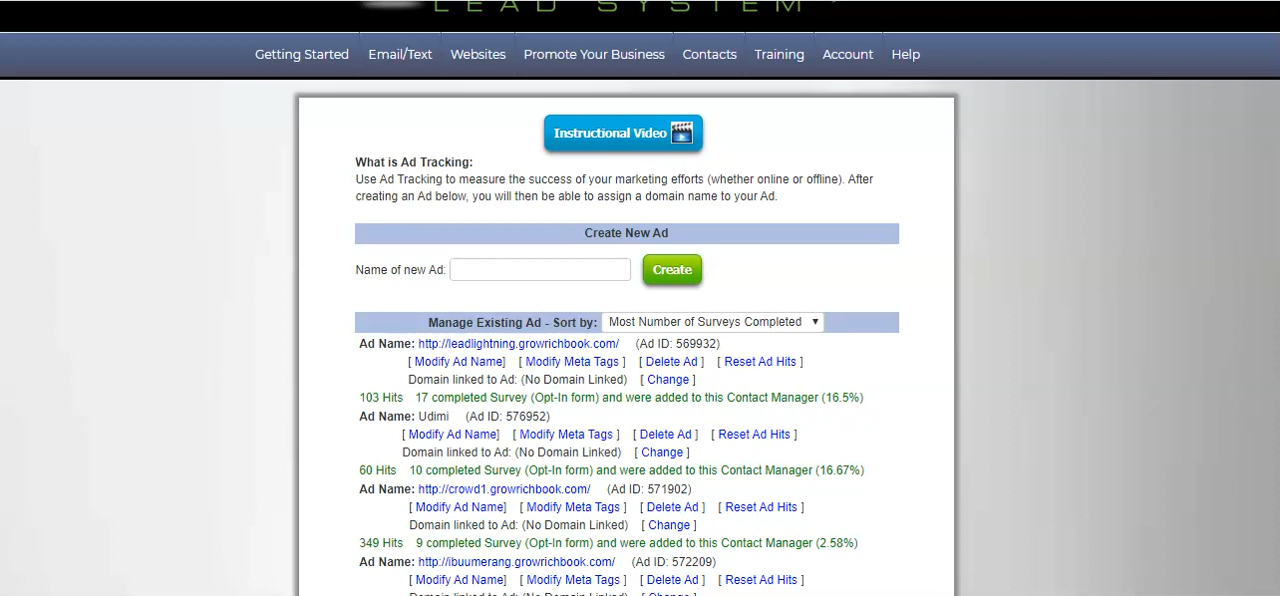 LEAD SYSTEM
Getting Started Email/Text Websites Promote Your Business Contacts Training Account Help
Instructional Video
What is Ad Tracking:
Use Ad Tracking to measure the success of your marketing efforts (whether online or offline). After
creating an Ad below, you will then be able to assign a domain name to your Ad.
Create New Ad
Name of new Ad: Create
Manage Existing Ad - Sort by: Most Number of Surveys Completed
Ad Name: http://leadlightning.growrichbook.com/ (Ad ID: 569932)
[ Modify Ad Name] [ Modify Meta Tags ] [ Delete Ad ] [ Reset Ad Hits ]
Domain linked to Ad: (No Domain Linked) [ Change ]
103 Hits 17 completed Survey (Opt-In form) and were added to this Contact Manager (16.5%)
Ad Name: Udimi (Ad ID: 576952)
[ Modify Ad Name] [ Modify Meta Tags ] [ Delete Ad ] [ Reset Ad Hits ]
Domain linked to Ad: (No Domain Linked) [ Change ]
60 Hits 10 completed Survey (Opt-In form) and were added to this Contact Manager (16.67%)
Ad Name: http://crowd1.growrichbook.com/ (Ad ID: 571902)
[ Modify Ad Name] [ Modify Meta Tags ] [ Delete Ad ] [ Reset Ad Hits ]
Domain linked to Ad: (No Domain Linked) [ Change ]
349 Hits 9 completed Survey (Opt-In form) and were added to this Contact Manager (2.58%)
Ad Name: http://ibuumerang.growrichbook.com/ (Ad ID: 572209)
[ Modify Ad Name] [ Modify Meta Tags ] [ Delete Ad ] [ Reset Ad Hits ]
Domain linked to Ad: (No Domain Linked) [ Change ]